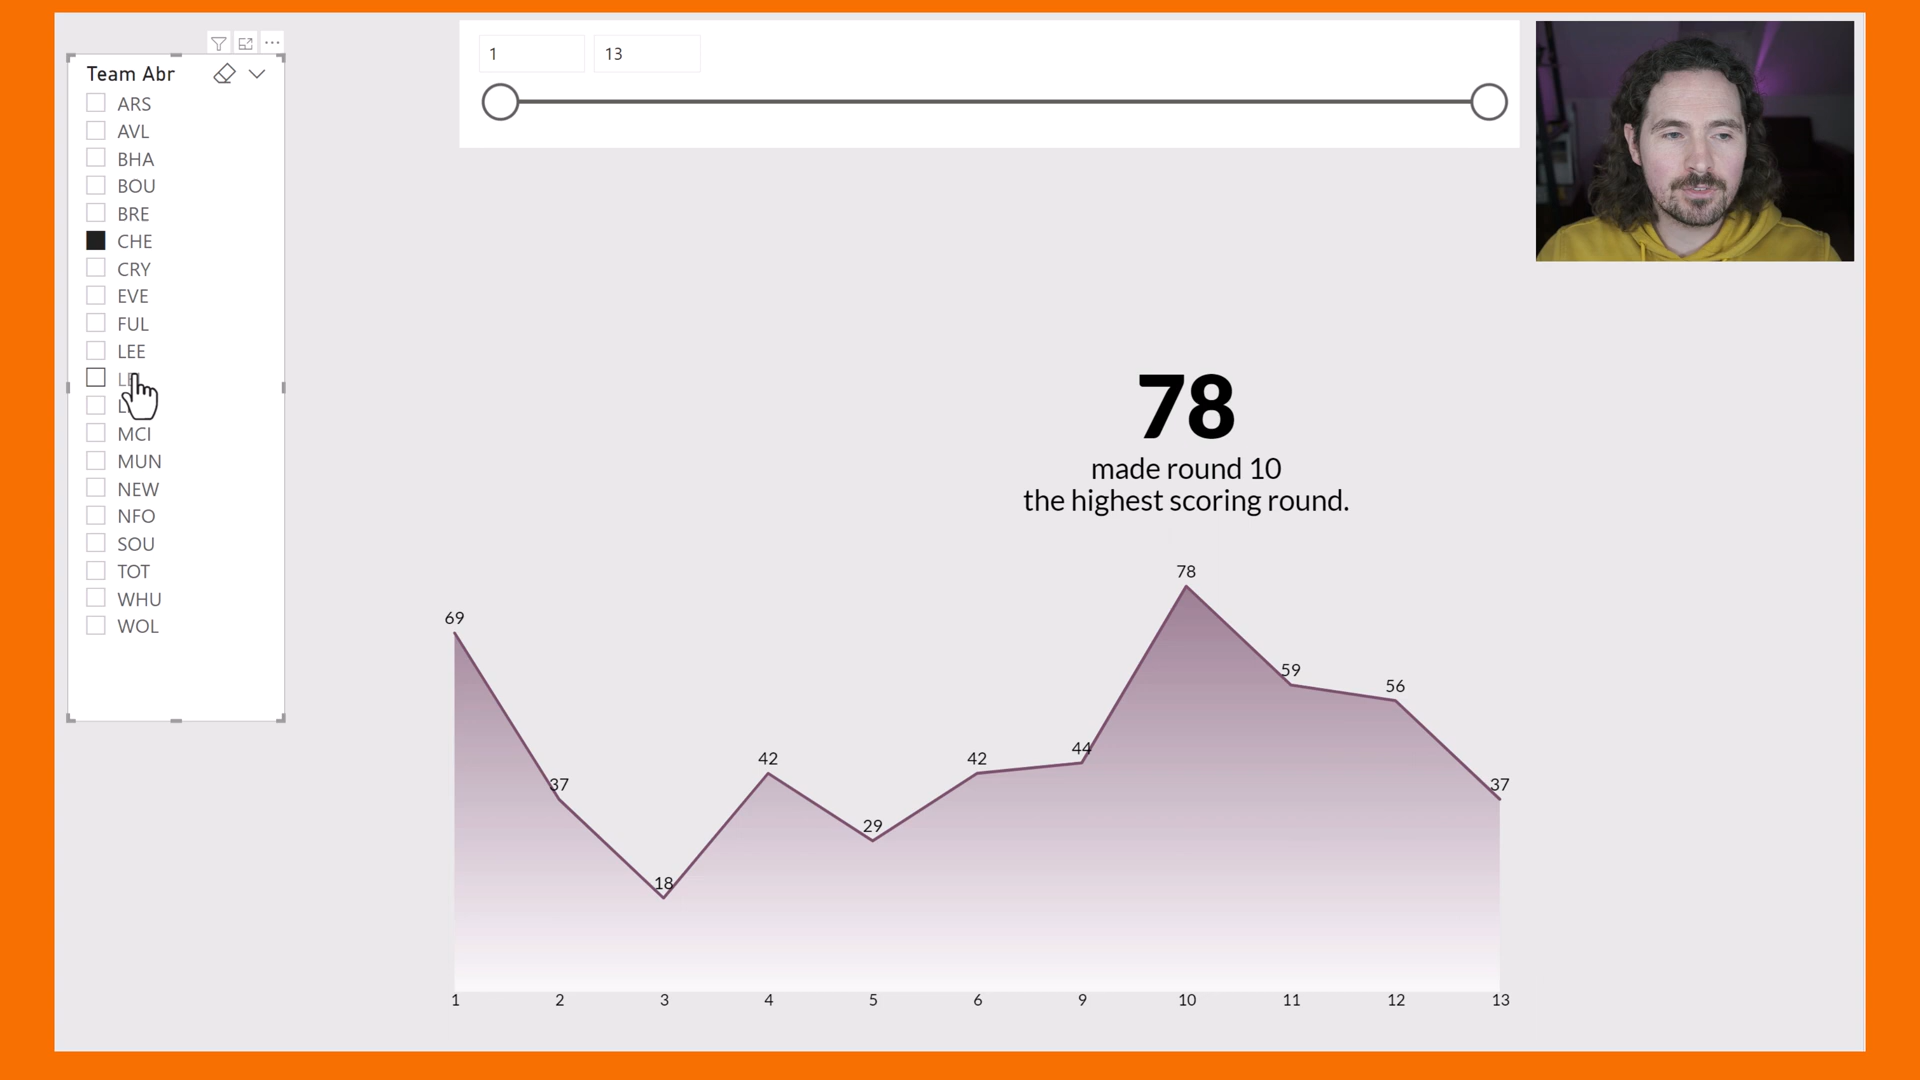 Team Abr
ARS
AVL
BHA
BOU
BRE
CHE
CRY
EVE
FUL
LEE
MCI
MUN
NEW
NFO
SOU
TOT
WHU
WOL
1 13
78
made round 10
the highest scoring round.
69
37
18
42
29
42
44
78
59
56
37
1 2 3 4 5 6 9 10 11 12 13